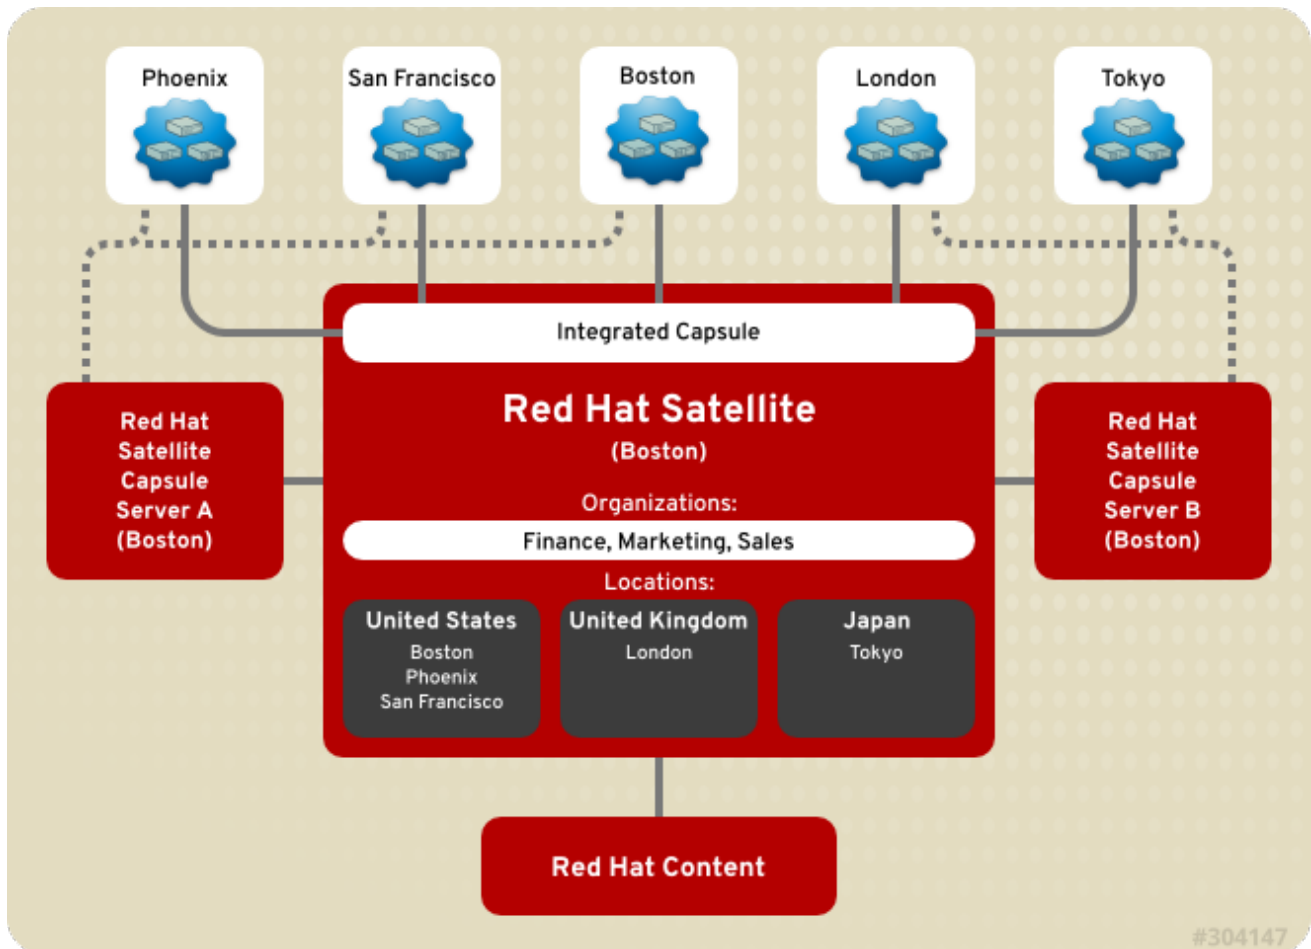 Phoenix
San Francisco
Boston
London
Tokyo
Integrated Capsule
Red Hat Satellite
(Boston)
Organizations:
Finance, Marketing, Sales
Locations:
United States
Boston
Phoenix
San Francisco
United Kingdom
London
Japan
Tokyo
Red Hat
Satellite
Capsule
Server A
(Boston)
Red Hat
Satellite
Capsule
Server B
(Boston)
Red Hat Content
#304147